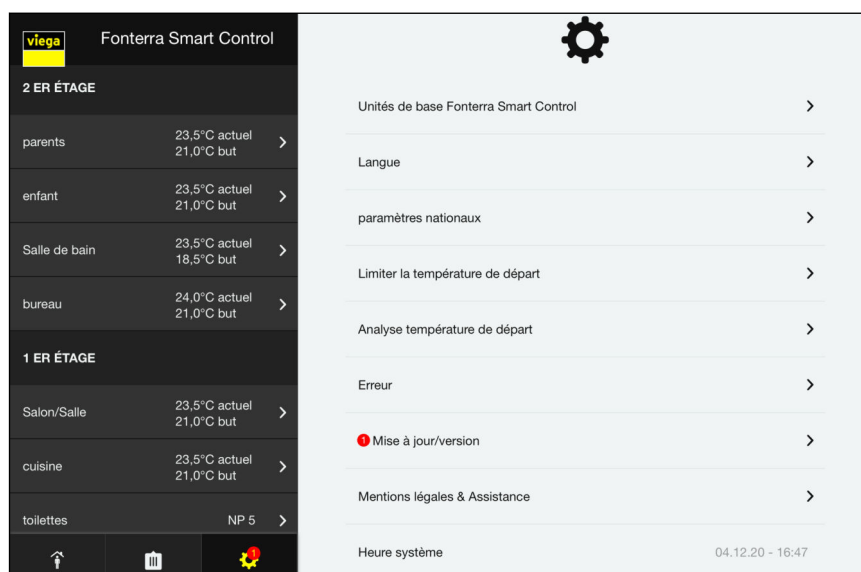 viega
Fonterra Smart Control
2 ER ÉTAGE
parents
23,5°C actuel
21,0°C but
enfant
23,5°C actuel
21,0°C but
Salle de bain
23,5°C actuel
18,5°C but
bureau
24,0°C actuel
21,0°C but
1 ER ÉTAGE
Salon/Salle
23,5°C actuel
21,0°C but
cuisine
23,5°C actuel
21,0°C but
toilettes
NP 5
1
Unités de base Fonterra Smart Control
Langue
paramètres nationaux
Limiter la température de départ
Analyse température de départ
Erreur
1 Mise à jour/version
Mentions légales & Assistance
Heure système
04.12.20 - 16:47